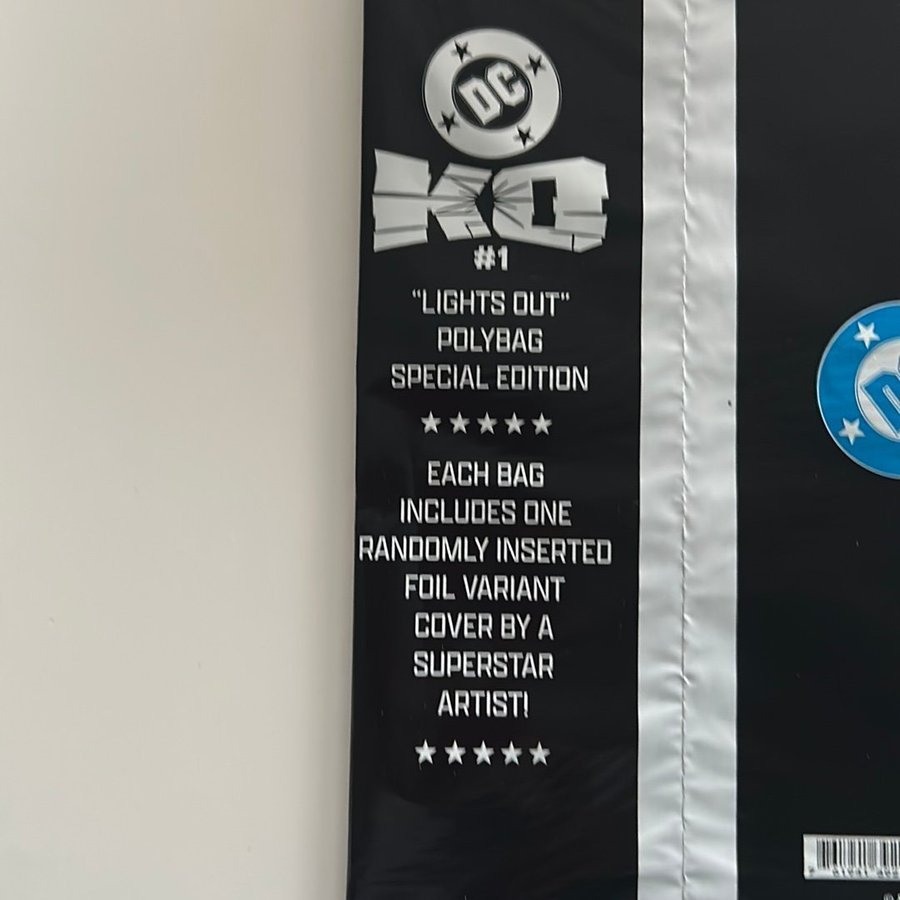 DC
KO
#1
"LIGHTS OUT"
POLYBAG
SPECIAL EDITION
EACH BAG
INCLUDES ONE
RANDOMLY INSERTED
FOIL VARIANT
COVER BY A
SUPERSTAR
ARTIST!